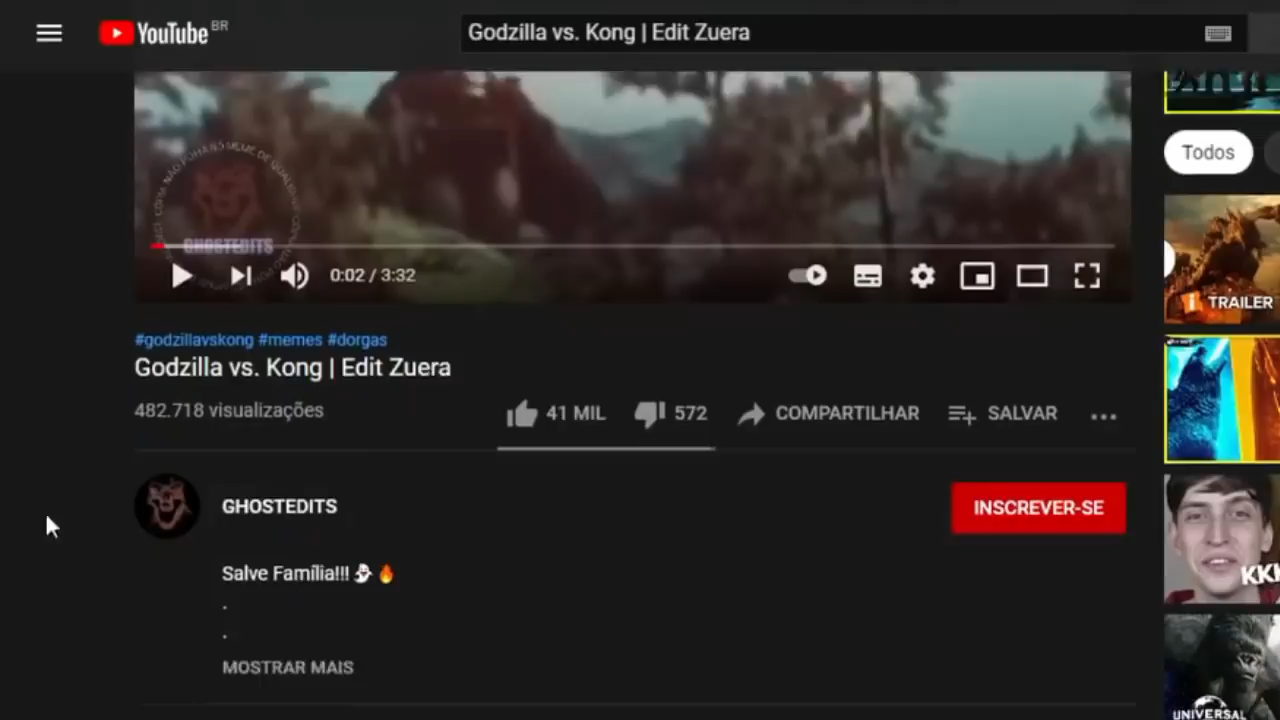 YouTube BR
Godzilla vs. Kong | Edit Zuera
Todos
GHOSTEDITS
0:02 / 3:32
TRAILER
#godzillavskong #memes #dorgas
Godzilla vs. Kong | Edit Zuera
482.718 visualizações
41 MIL
572
COMPARTILHAR
SALVAR
GHOSTEDITS
INSCREVER-SE
Salve Família!!! 👻🔥
.
.
MOSTRAR MAIS
UNIVERSAL